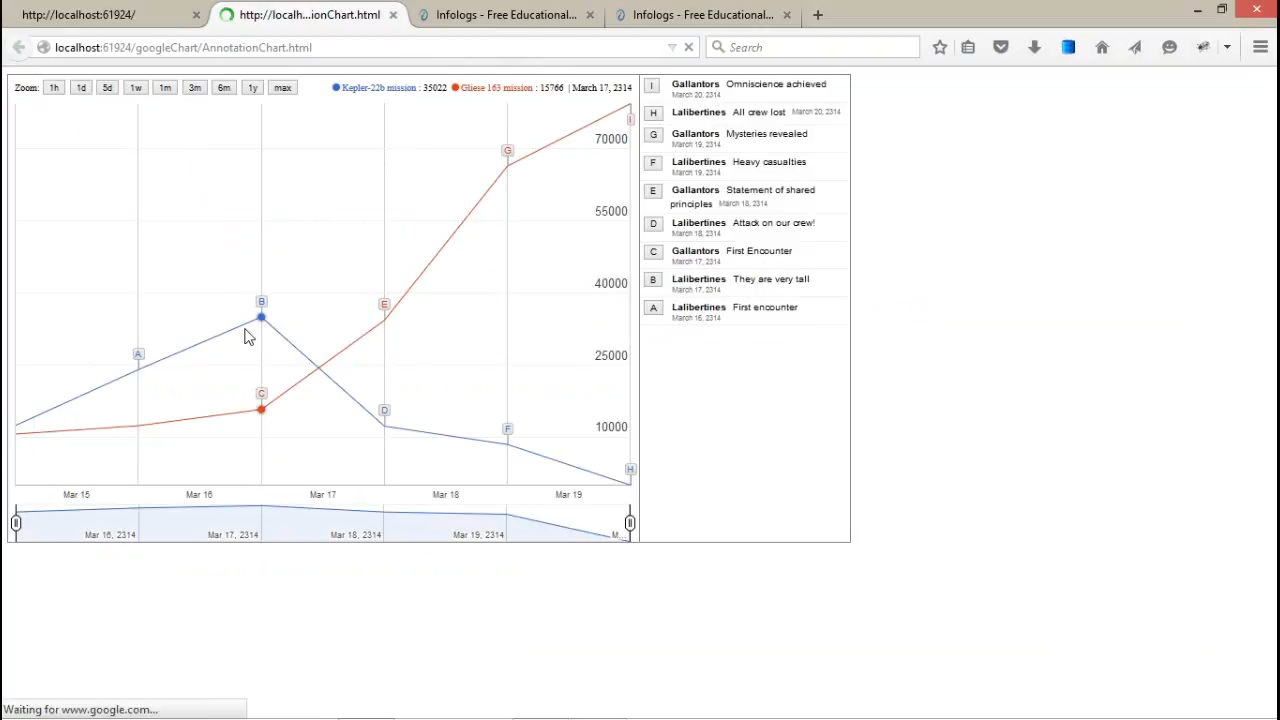 http://localhost:61924/
http://localh...ionChart.html
Infologs - Free Educational...
Infologs - Free Educational...
localhost:61924/googleChart/AnnotationChart.html
Search
Zoom: 1h 1d 5d 1w 1m 3m 6m 1y max
Kepler-22b mission : 35022 Gliese 163 mission : 15766 | March 17, 2314
70000
55000
40000
25000
10000
A
B
C
D
E
F
G
H
I
Mar 15 Mar 16 Mar 17 Mar 18 Mar 19
Mar 16, 2314 Mar 17, 2314 Mar 18, 2314 Mar 19, 2314 M...
I Gallantors Omniscience achieved
March 20, 2314
H Lalibertines All crew lost March 20, 2314
G Gallantors Mysteries revealed
March 19, 2314
F Lalibertines Heavy casualties
March 19, 2314
E Gallantors Statement of shared
principles March 18, 2314
D Lalibertines Attack on our crew!
March 18, 2314
C Gallantors First Encounter
March 17, 2314
B Lalibertines They are very tall
March 17, 2314
A Lalibertines First encounter
March 16, 2314
Waiting for www.google.com...